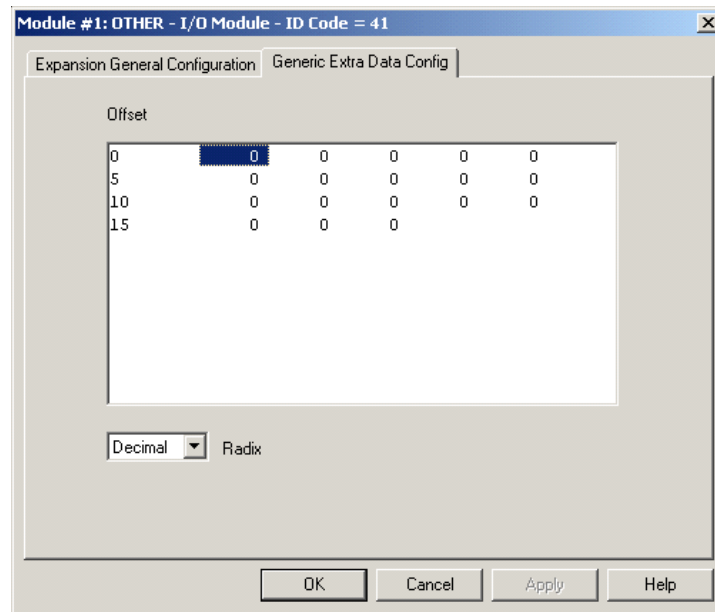 Module #1: OTHER - I/O Module - ID Code = 41
Expansion General Configuration Generic Extra Data Config
Offset
0 0 0 0 0 0
5 0 0 0 0 0
10 0 0 0 0 0
15 0 0 0
Decimal Radix
OK Cancel Apply Help